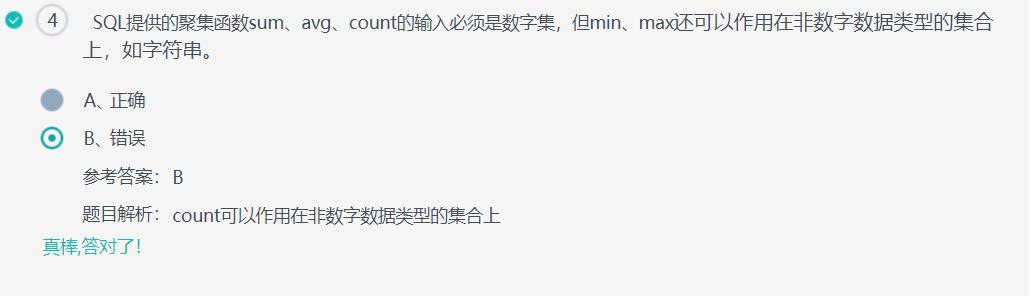 4 SQL提供的聚集函数sum、avg、count的输入必须是数字集，但min、max还可以作用在非数字数据类型的集合
上，如字符串。
A、正确
B、错误
参考答案： B
题目解析： count可以作用在非数字数据类型的集合上
真棒,答对了!